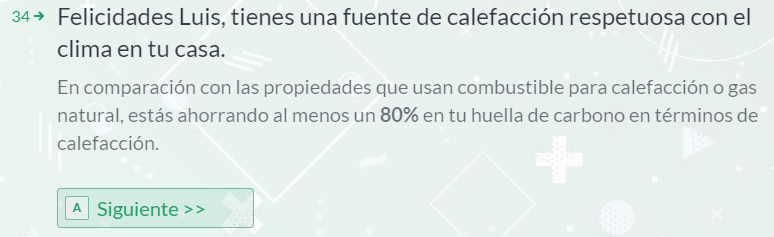 34 → Felicidades Luis, tienes una fuente de calefacción respetuosa con el
clima en tu casa.
En comparación con las propiedades que usan combustible para calefacción o gas
natural, estás ahorrando al menos un 80% en tu huella de carbono en términos de
calefacción.
A Siguiente >>